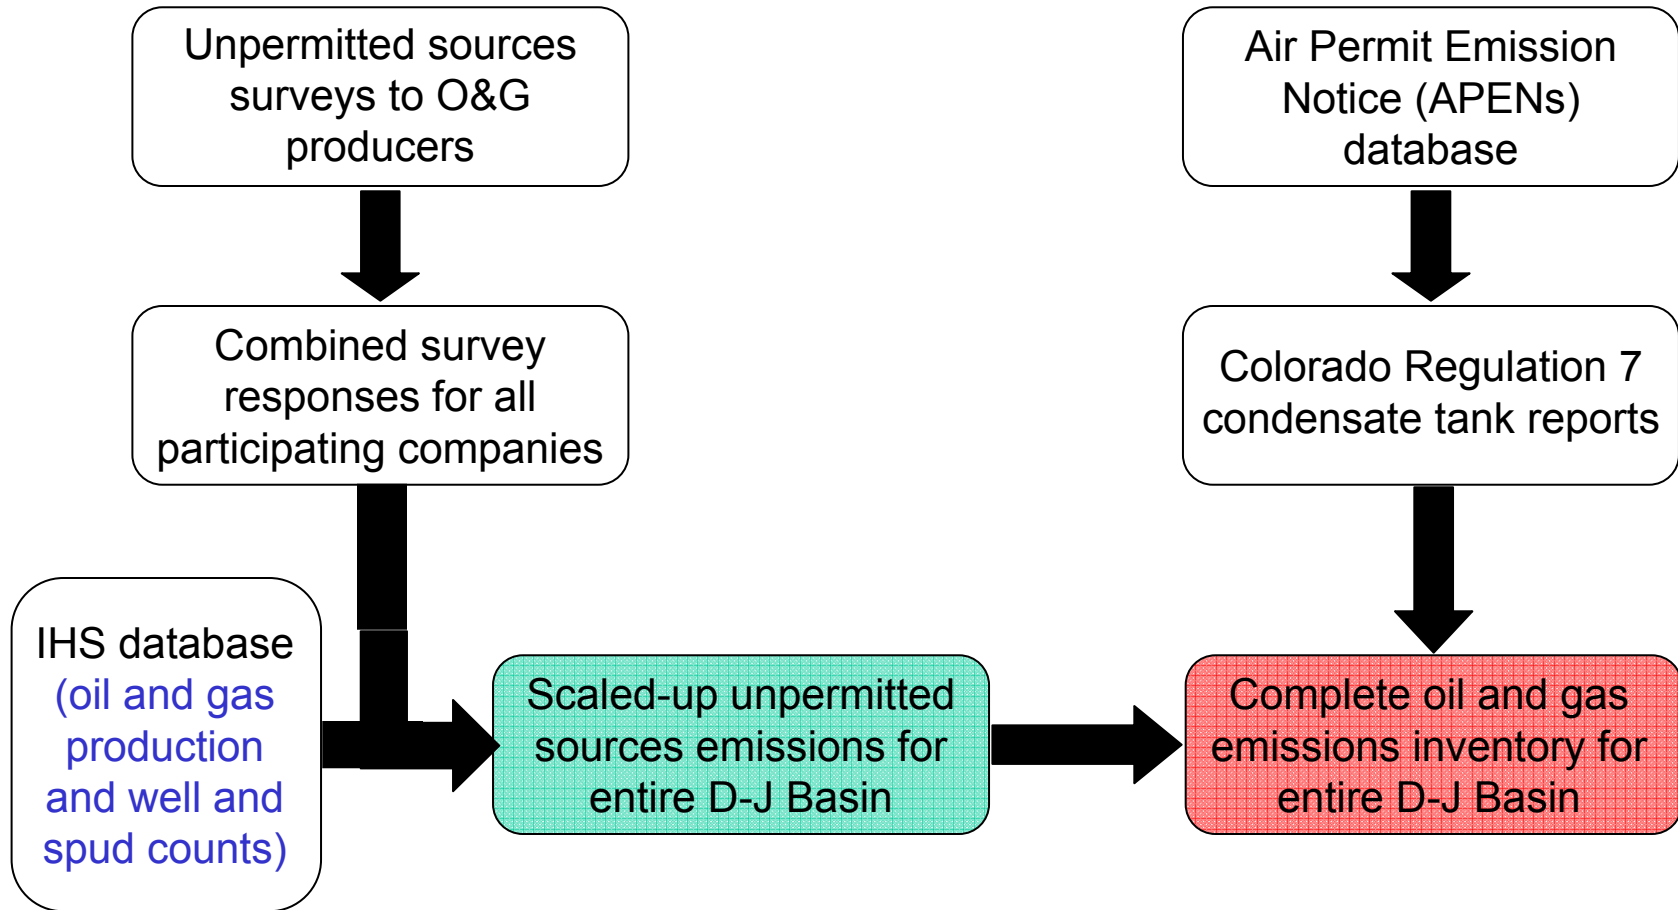 Unpermitted sources
surveys to O&G
producers
Air Permit Emission
Notice (APENs)
database
Combined survey
responses for all
participating companies
Colorado Regulation 7
condensate tank reports
IHS database
(oil and gas
production
and well and
spud counts)
Scaled-up unpermitted
sources emissions for
entire D-J Basin
Complete oil and gas
emissions inventory for
entire D-J Basin